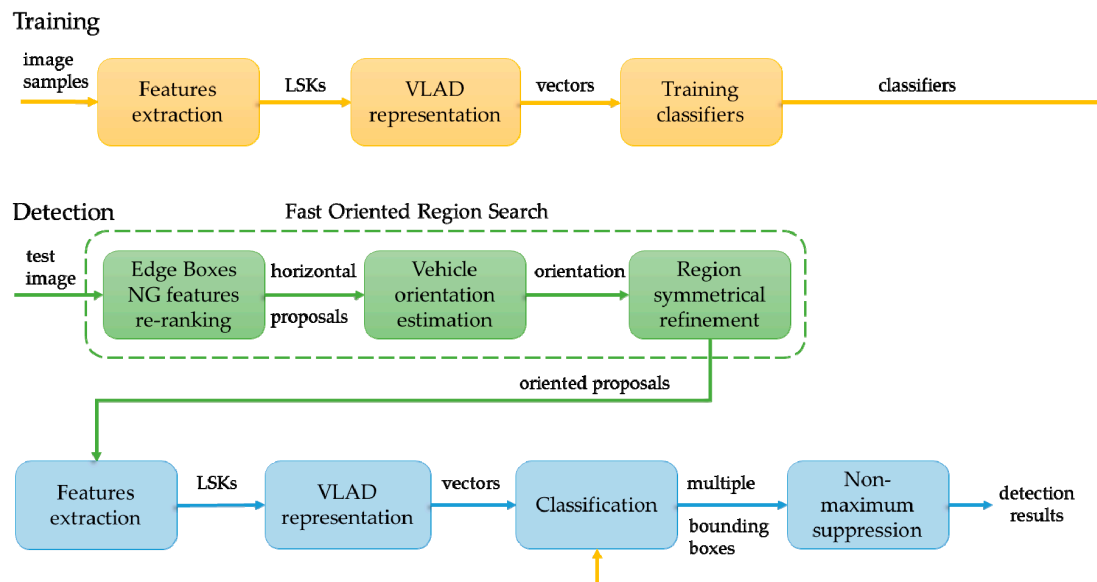 Training
image
samples
Features
extraction
LSKs
VLAD
representation
vectors
Training
classifiers
classifiers
Detection
Fast Oriented Region Search
test
image
Edge Boxes
NG features
re-ranking
horizontal
proposals
Vehicle
orientation
estimation
orientation
Region
symmetrical
refinement
oriented proposals
Features
extraction
LSKs
VLAD
representation
vectors
Classification
multiple
bounding
boxes
Non-
maximum
suppression
detection
results